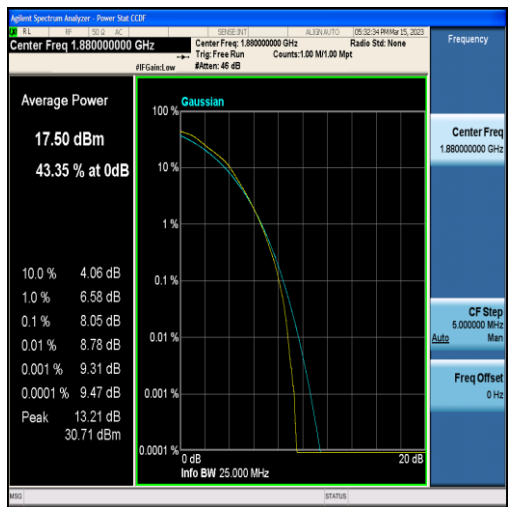 Agilent Spectrum Analyzer - Power Stat CCDF
RL RF 50 Ω AC SENSE:INT ALIGN AUTO 05:32:34 PM Mar 15, 2023
Center Freq 1.880000000 GHz
Center Freq: 1.880000000 GHz Radio Std: None
Trig: Free Run Counts:1.00 M/1.00 Mpt
#IFGain:Low #Atten: 46 dB
Frequency
Average Power
17.50 dBm
43.35 % at 0dB
10.0 % 4.06 dB
1.0 % 6.58 dB
0.1 % 8.05 dB
0.01 % 8.78 dB
0.001 % 9.31 dB
0.0001 % 9.47 dB
Peak 13.21 dB
30.71 dBm
Gaussian
100 %
10 %
1 %
0.1 %
0.01 %
0.001 %
0.0001 %
0 dB 20 dB
Info BW 25.000 MHz
Center Freq
1.880000000 GHz
CF Step
5.000000 MHz
Auto Man
Freq Offset
0 Hz
MSG STATUS